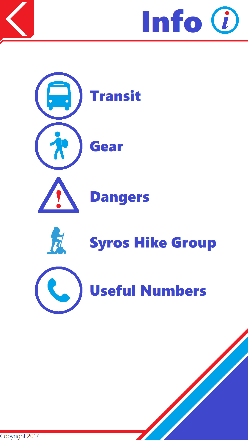 Info i
Transit
Gear
Dangers
Syros Hike Group
Useful Numbers